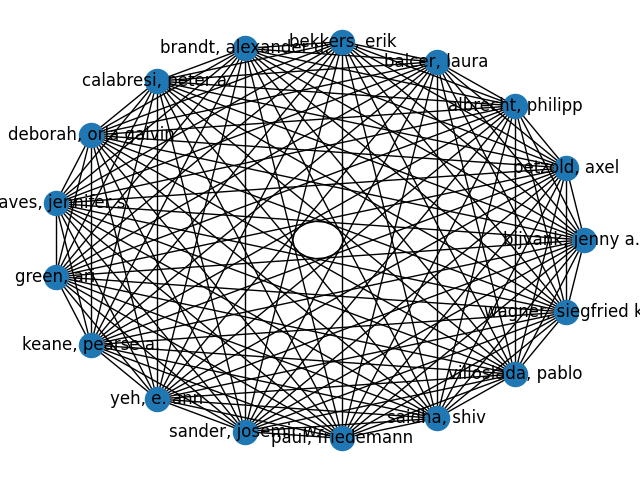 bekkers, erik
brandt, alexander u.
balcer, laura
calabresi, peter a.
albrecht, philipp
deborah, orla galvin
petzold, axel
aves, jennifer s.
bijvank, jenny a.
green, ari
wagner, siegfried k
keane, pearse a.
villoslada, pablo
yeh, e. ann
saidha, shiv
sander, josemir w.
paul, friedemann